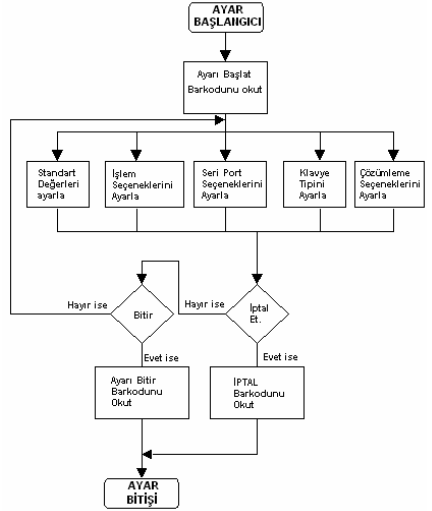 AYAR
BAŞLANGICI
Ayarı Başlat
Barkodunu okut
Standart
Değerleri
ayarla
İşlem
Seçeneklerini
Ayarla
Seri Port
Seçeneklerini
Ayarla
Klavye
Tipini
Ayarla
Çözümleme
Seçeneklerini
Ayarla
Hayır ise
Bitir
Hayır ise
İptal
Et.
Evet ise
Evet ise
Ayarı Bitir
Barkodunu
Okut
İPTAL
Barkodunu
Okut
AYAR
BİTİŞİ